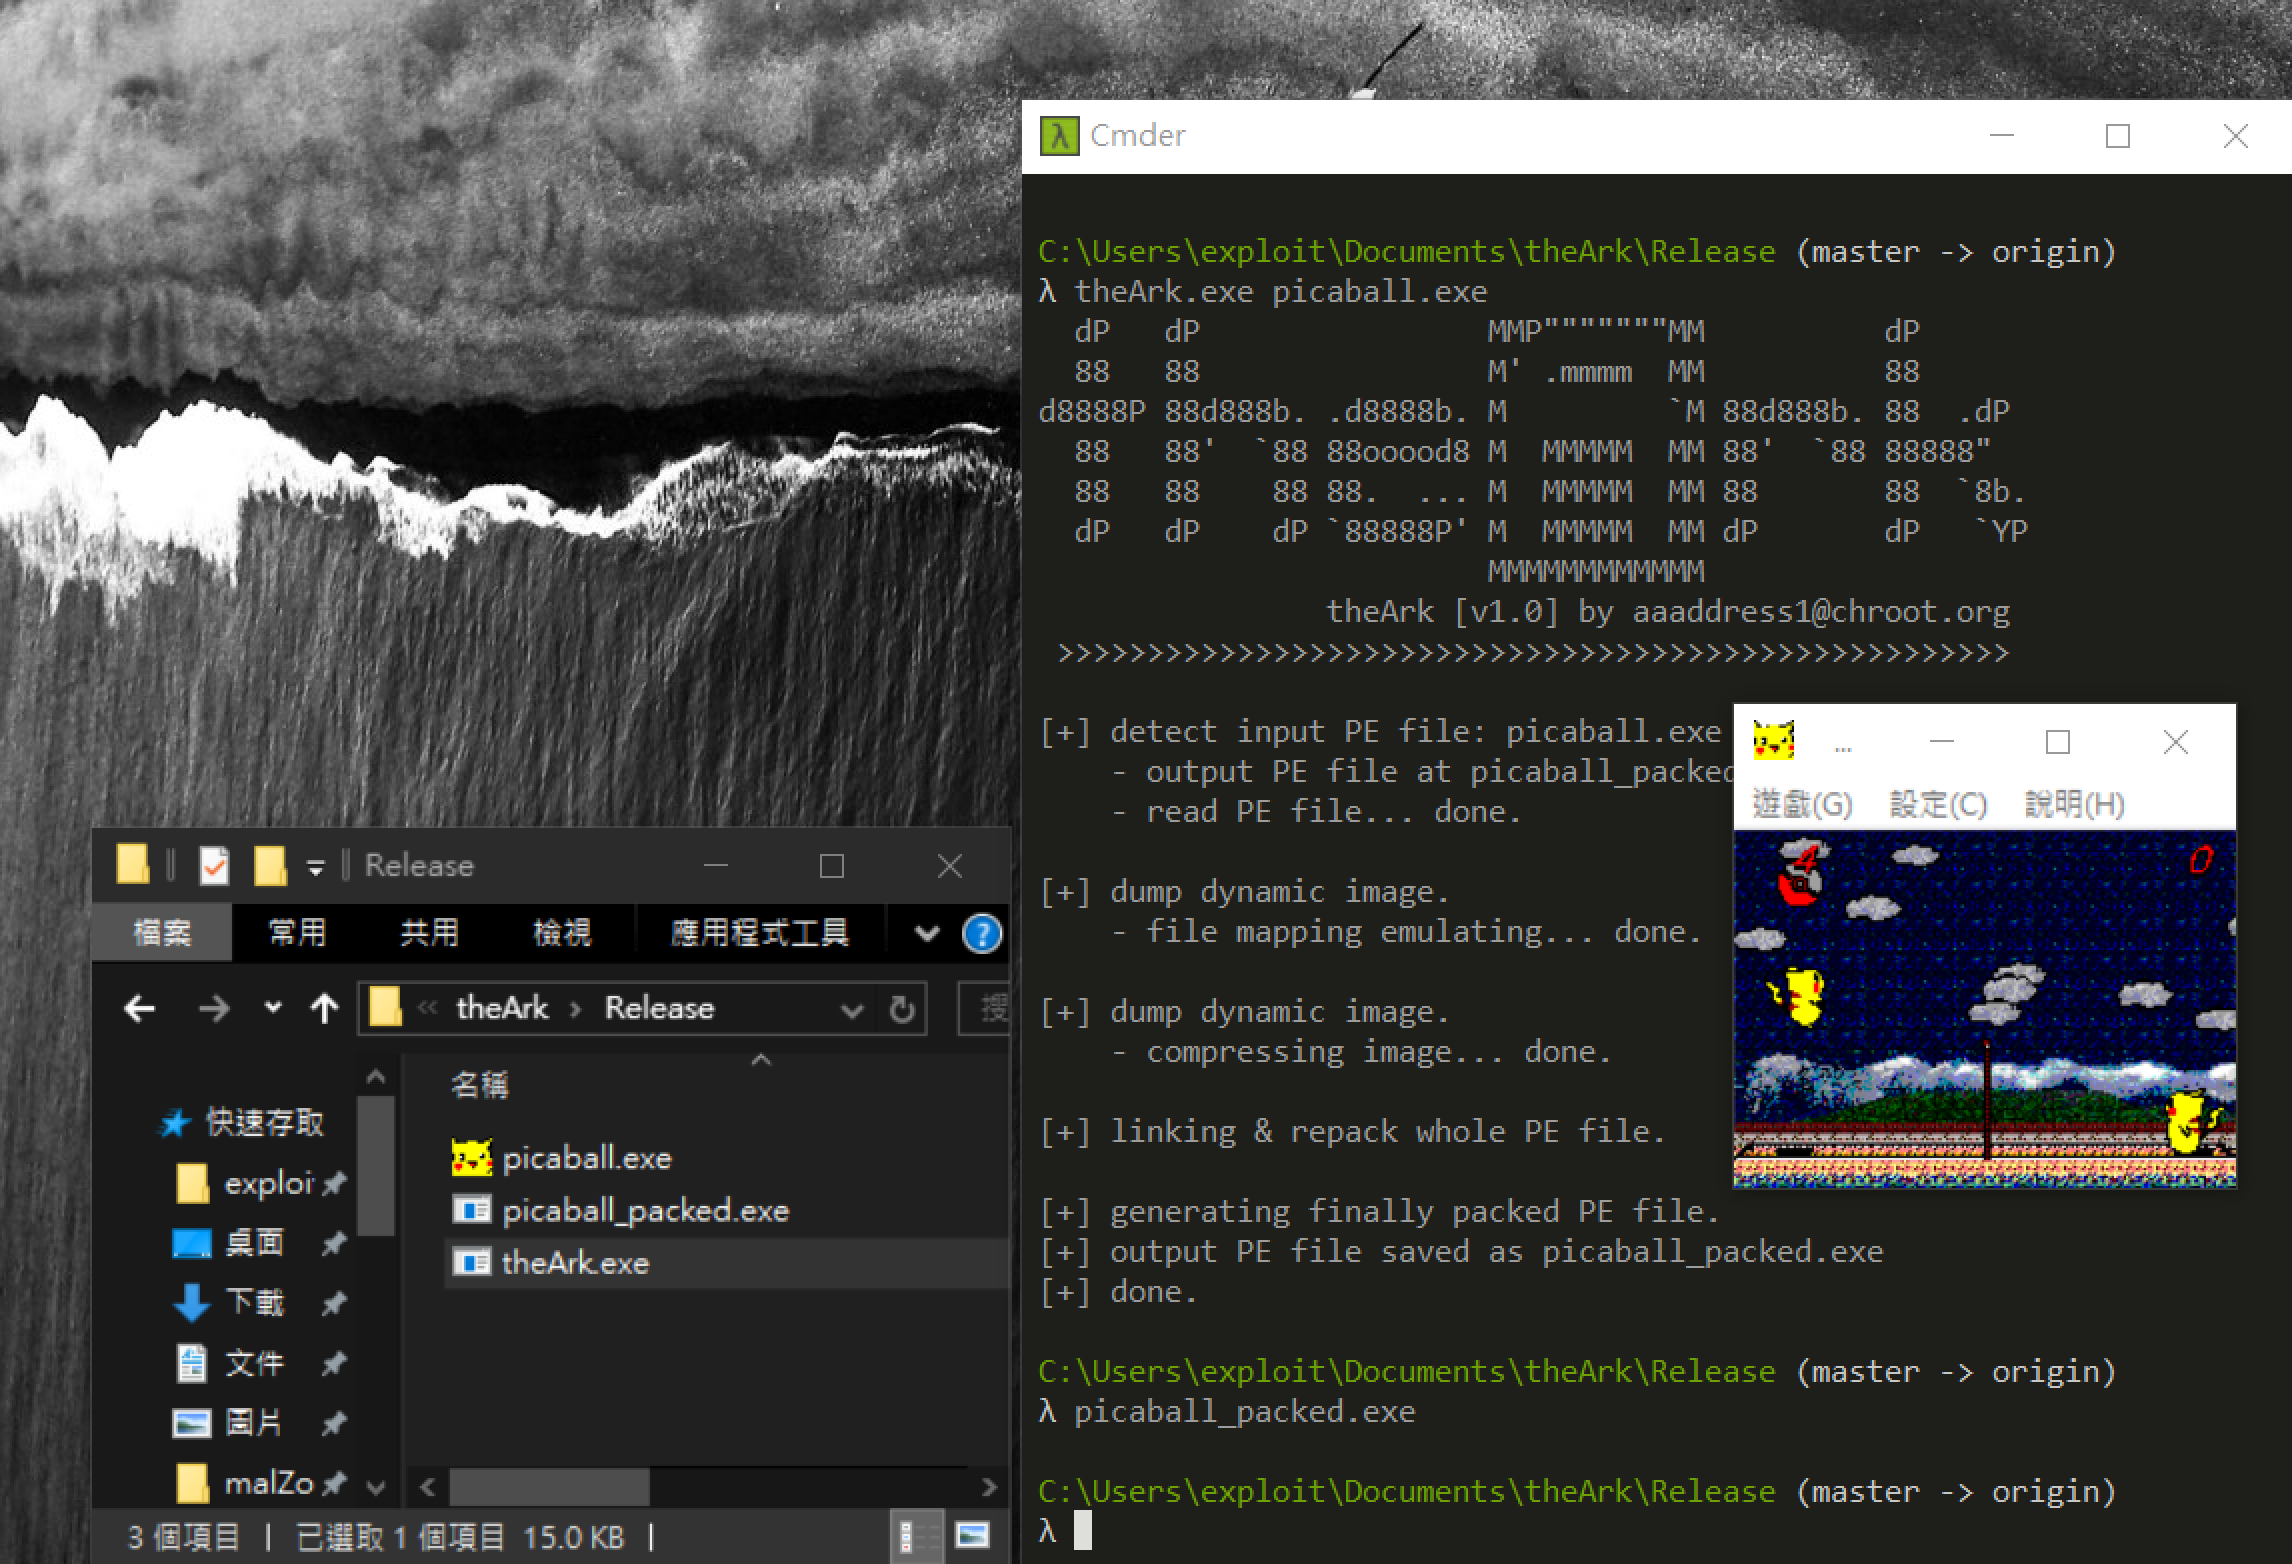 Cmder
C:\Users\exploit\Documents\theArk\Release (master -> origin)
λ theArk.exe picaball.exe
  dP   dP                MMP"""""""MM          dP
  88   88                M' .mmmm  MM          88
d8888P 88d888b. .d8888b. M         `M 88d888b. 88  .dP
  88   88'  `88 88ooood8 M  MMMMM  MM 88'  `88 88888"
  88   88    88 88.  ... M  MMMMM  MM 88       88  `8b.
  dP   dP    dP `88888P' M  MMMMM  MM dP       dP   `YP
                         MMMMMMMMMMMM
                theArk [v1.0] by aaaddress1@chroot.org
 >>>>>>>>>>>>>>>>>>>>>>>>>>>>>>>>>>>>>>>>>>>>>>>>>>>>>
[+] detect input PE file: picaball.exe
    - output PE file at picaball_packed
    - read PE file... done.
[+] dump dynamic image.
    - file mapping emulating... done.
[+] dump dynamic image.
    - compressing image... done.
[+] linking & repack whole PE file.
[+] generating finally packed PE file.
[+] output PE file saved as picaball_packed.exe
[+] done.
C:\Users\exploit\Documents\theArk\Release (master -> origin)
λ picaball_packed.exe
C:\Users\exploit\Documents\theArk\Release (master -> origin)
λ
...
遊戲(G) 設定(C) 說明(H)
4 0
Release
檔案 常用 共用 檢視 應用程式工具
« theArk › Release 搜
名稱
快速存取
exploi
桌面
下載
文件
圖片
malZo
picaball.exe
picaball_packed.exe
theArk.exe
3 個項目 | 已選取 1 個項目 15.0 KB |